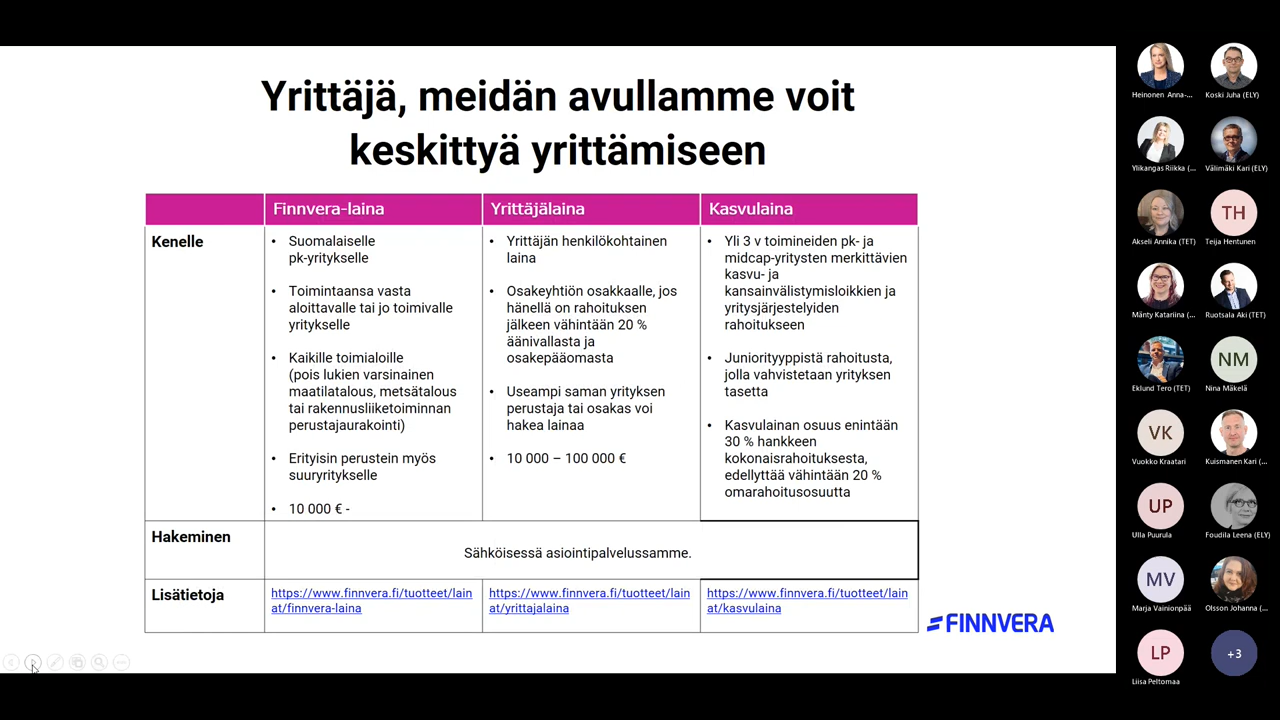 Yrittäjä, meidän avullamme voit
keskittyä yrittämiseen
Finnvera-laina
Yrittäjälaina
Kasvulaina
Kenelle
• Suomalaiselle
pk-yritykselle
• Toimintaansa vasta
aloittavalle tai jo toimivalle
yritykselle
• Kaikille toimialoille
(pois lukien varsinainen
maatilatalous, metsätalous
tai rakennusliiketoiminnan
perustajaurakointi)
• Erityisin perustein myös
suuryritykselle
• 10 000 € -
• Yrittäjän henkilökohtainen
laina
• Osakeyhtiön osakkaalle, jos
hänellä on rahoituksen
jälkeen vähintään 20 %
äänivallasta ja
osakepääomasta
• Useampi saman yrityksen
perustaja tai osakas voi
hakea lainaa
• 10 000 – 100 000 €
• Yli 3 v toimineiden pk- ja
midcap-yritysten merkittävien
kasvu- ja
kansainvälistymisloikkien ja
yritysjärjestelyiden
rahoitukseen
• Juniorityyppistä rahoitusta,
jolla vahvistetaan yrityksen
tasetta
• Kasvulainan osuus enintään
30 % hankkeen
kokonaisrahoituksesta,
edellyttää vähintään 20 %
omarahoitusosuutta
Hakeminen
Sähköisessä asiointipalvelussamme.
Lisätietoja
https://www.finnvera.fi/tuotteet/lain
at/finnvera-laina
https://www.finnvera.fi/tuotteet/lain
at/yrittajalaina
https://www.finnvera.fi/tuotteet/lain
at/kasvulaina
FINNVERA
Heinonen Anna-...
Koski Juha (ELY)
Ylikangas Riikka (...
Välimäki Kari (ELY)
Akseli Annika (TET)
TH
Teija Hentunen
Mänty Katariina (...
Ruotsala Aki (TET)
Eklund Tero (TET)
NM
Nina Mäkelä
VK
Vuokko Kraatari
Kuismanen Kari (...
UP
Ulla Puurula
Foudila Leena (ELY)
MV
Marja Vainionpää
Olsson Johanna (...
LP
Liisa Peltomaa
+3